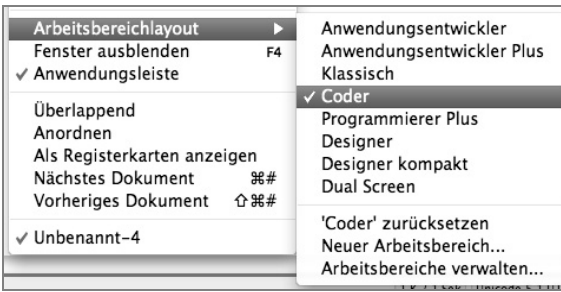 Arbeitsbereichlayout ▶
Fenster ausblenden F4
✓ Anwendungsleiste
Überlappend
Anordnen
Als Registerkarten anzeigen
Nächstes Dokument ⌘#
Vorheriges Dokument ⇧⌘#
✓ Unbenannt-4
Anwendungsentwickler
Anwendungsentwickler Plus
Klassisch
✓ Coder
Programmierer Plus
Designer
Designer kompakt
Dual Screen
'Coder' zurücksetzen
Neuer Arbeitsbereich...
Arbeitsbereiche verwalten...